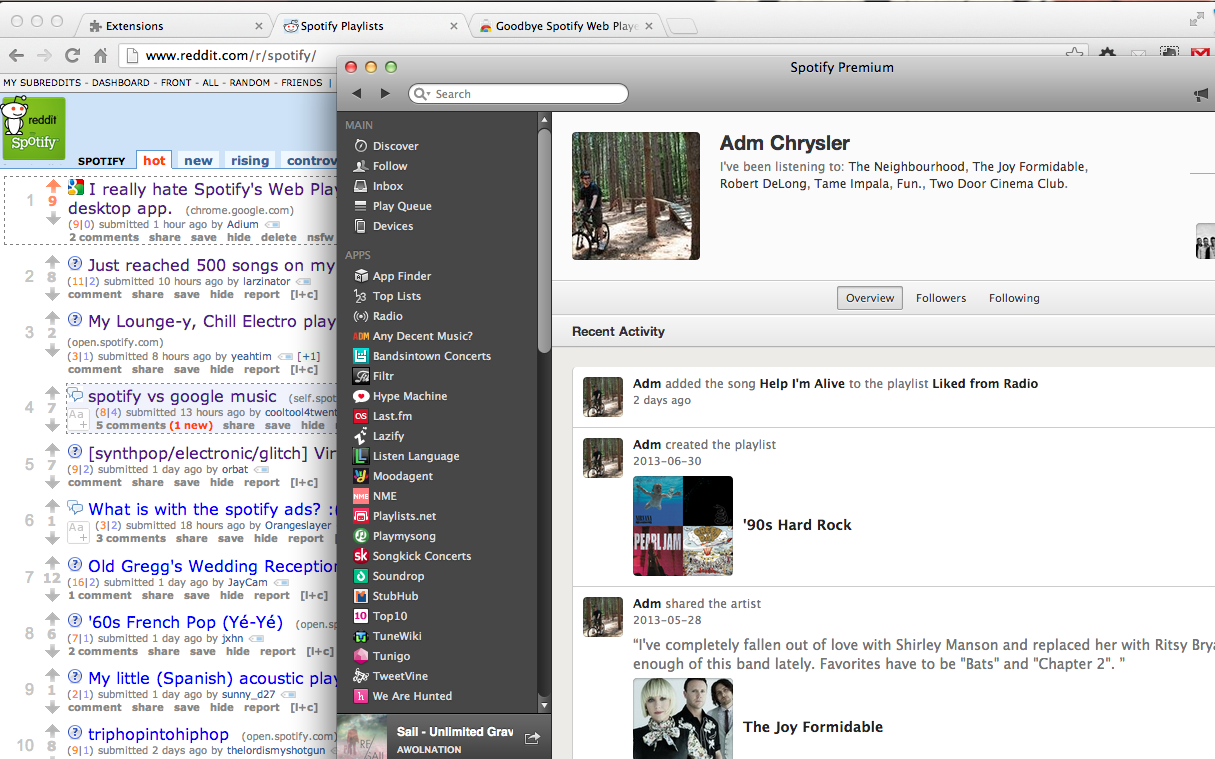 Extensions
Spotify Playlists
Goodbye Spotify Web Playe
www.reddit.com/r/spotify/
MY SUBREDDITS - DASHBOARD - FRONT - ALL - RANDOM - FRIENDS |
reddit
Spotify
SPOTIFY hot new rising controv
1
9
I really hate Spotify's Web Play
desktop app. (chrome.google.com)
(9|0) submitted 1 hour ago by Adium
2 comments share save hide delete nsfw
2
8
Just reached 500 songs on my
(11|2) submitted 10 hours ago by larzinator
comment share save hide report [l+c]
3
2
My Lounge-y, Chill Electro play
(open.spotify.com)
(3|1) submitted 8 hours ago by yeahtim [+1]
comment share save hide report [l+c]
4
7
Aa
+
spotify vs google music (self.spot
(8|4) submitted 13 hours ago by cooltool4twent
5 comments (1 new) share save hide
5
7
[synthpop/electronic/glitch] Vir
(9|2) submitted 1 day ago by orbat
comment share save hide report [l+c]
6
1
Aa
+
What is with the spotify ads? :(
(3|2) submitted 18 hours ago by Orangeslayer
3 comments share save hide report
7
12
Old Gregg's Wedding Reception
(16|2) submitted 1 day ago by JayCam
1 comment share save hide report [l+c]
8
6
'60s French Pop (Yé-Yé) (open.sp
(7|1) submitted 1 day ago by jxhn
2 comments share save hide report [l+c]
9
1
My little (Spanish) acoustic play
(2|1) submitted 1 day ago by sunny_d27
comment share save hide report [l+c]
10
8
triphopintohiphop (open.spotify.com)
(9|1) submitted 2 days ago by thelordismyshotgun
Spotify Premium
Search
MAIN
Discover
Follow
Inbox
Play Queue
Devices
APPS
App Finder
Top Lists
Radio
ADM Any Decent Music?
Bandsintown Concerts
Filtr
Hype Machine
Last.fm
Lazify
Listen Language
Moodagent
NME NME
Playlists.net
Playmysong
sk Songkick Concerts
Soundrop
StubHub
10 Top10
TuneWiki
Tunigo
TweetVine
h We Are Hunted
Sail - Unlimited Grav
AWOLNATION
Adm Chrysler
I've been listening to: The Neighbourhood, The Joy Formidable,
Robert DeLong, Tame Impala, Fun., Two Door Cinema Club.
Overview Followers Following
Recent Activity
Adm added the song Help I'm Alive to the playlist Liked from Radio
2 days ago
Adm created the playlist
2013-06-30
PEARL JAM
'90s Hard Rock
Adm shared the artist
2013-05-28
"I've completely fallen out of love with Shirley Manson and replaced her with Ritsy Brya
enough of this band lately. Favorites have to be "Bats" and "Chapter 2". "
The Joy Formidable